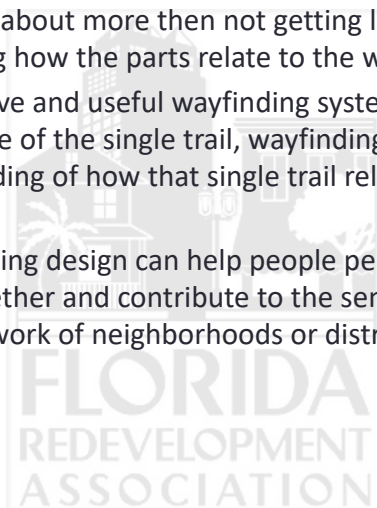 about more then not getting l
g how the parts relate to the w
ve and useful wayfinding syste
e of the single trail, wayfinding
ding of how that single trail rel
ing design can help people pe
ether and contribute to the ser
work of neighborhoods or distr
FLORIDA
REDEVELOPMENT
ASSOCIATION